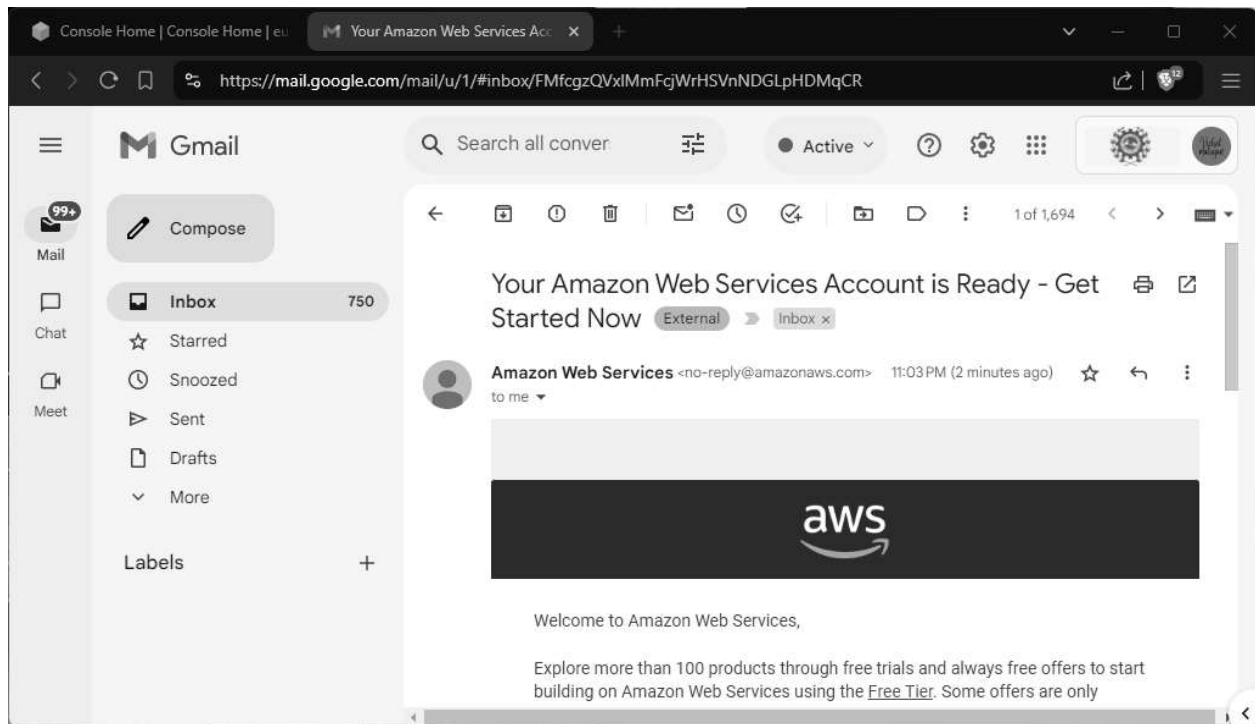 Console Home | Console Home | eu
Your Amazon Web Services Acc
https://mail.google.com/mail/u/1/#inbox/FMfcgzQVxlMmFcjWrHSVnNDGLpHDMqCR
12
Gmail
Search all conver
Active
99+
Mail
Chat
Meet
Compose
Inbox 750
Starred
Snoozed
Sent
Drafts
More
Labels
1 of 1,694
Your Amazon Web Services Account is Ready - Get
Started Now External Inbox x
Amazon Web Services <no-reply@amazonaws.com> 11:03 PM (2 minutes ago)
to me
aws
Welcome to Amazon Web Services,
Explore more than 100 products through free trials and always free offers to start
building on Amazon Web Services using the Free Tier. Some offers are only